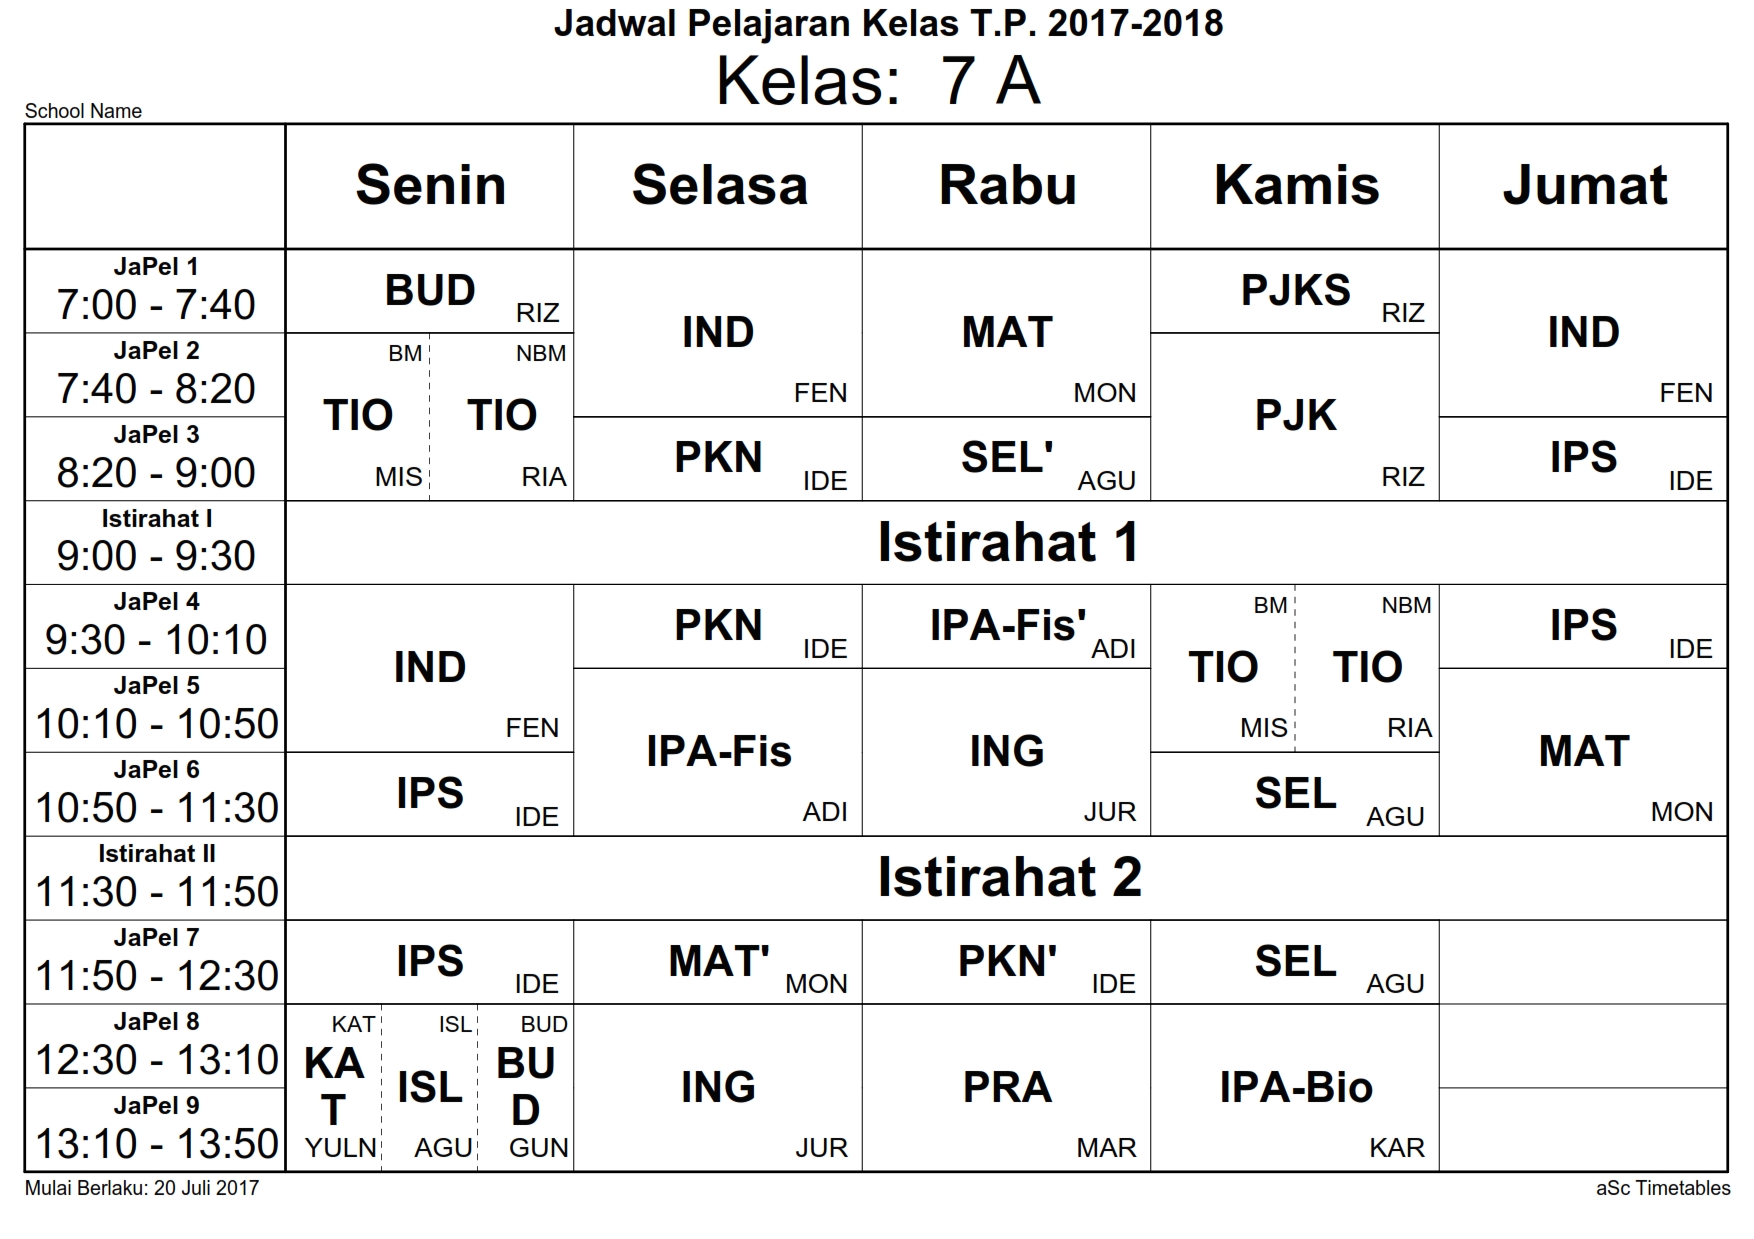 Jadwal Pelajaran Kelas T.P. 2017-2018
Kelas: 7 A
School Name
Senin Selasa Rabu Kamis Jumat
JaPel 1
7:00 - 7:40
BUD RIZ
IND FEN
MAT MON
PJKS RIZ
IND FEN
JaPel 2
7:40 - 8:20
BM TIO MIS
NBM TIO RIA
PJK RIZ
JaPel 3
8:20 - 9:00
PKN IDE
SEL' AGU
IPS IDE
Istirahat I
9:00 - 9:30
Istirahat 1
JaPel 4
9:30 - 10:10
IND FEN
PKN IDE
IPA-Fis' ADI
BM TIO MIS
NBM TIO RIA
IPS IDE
JaPel 5
10:10 - 10:50
IPA-Fis ADI
ING JUR
MAT MON
JaPel 6
10:50 - 11:30
IPS IDE
SEL AGU
Istirahat II
11:30 - 11:50
Istirahat 2
JaPel 7
11:50 - 12:30
IPS IDE
MAT' MON
PKN' IDE
SEL AGU
JaPel 8
12:30 - 13:10
KAT
KA
T
YULN
ISL
ISL
AGU
BUD
BU
D
GUN
ING JUR
PRA MAR
IPA-Bio KAR
JaPel 9
13:10 - 13:50
Mulai Berlaku: 20 Juli 2017
aSc Timetables